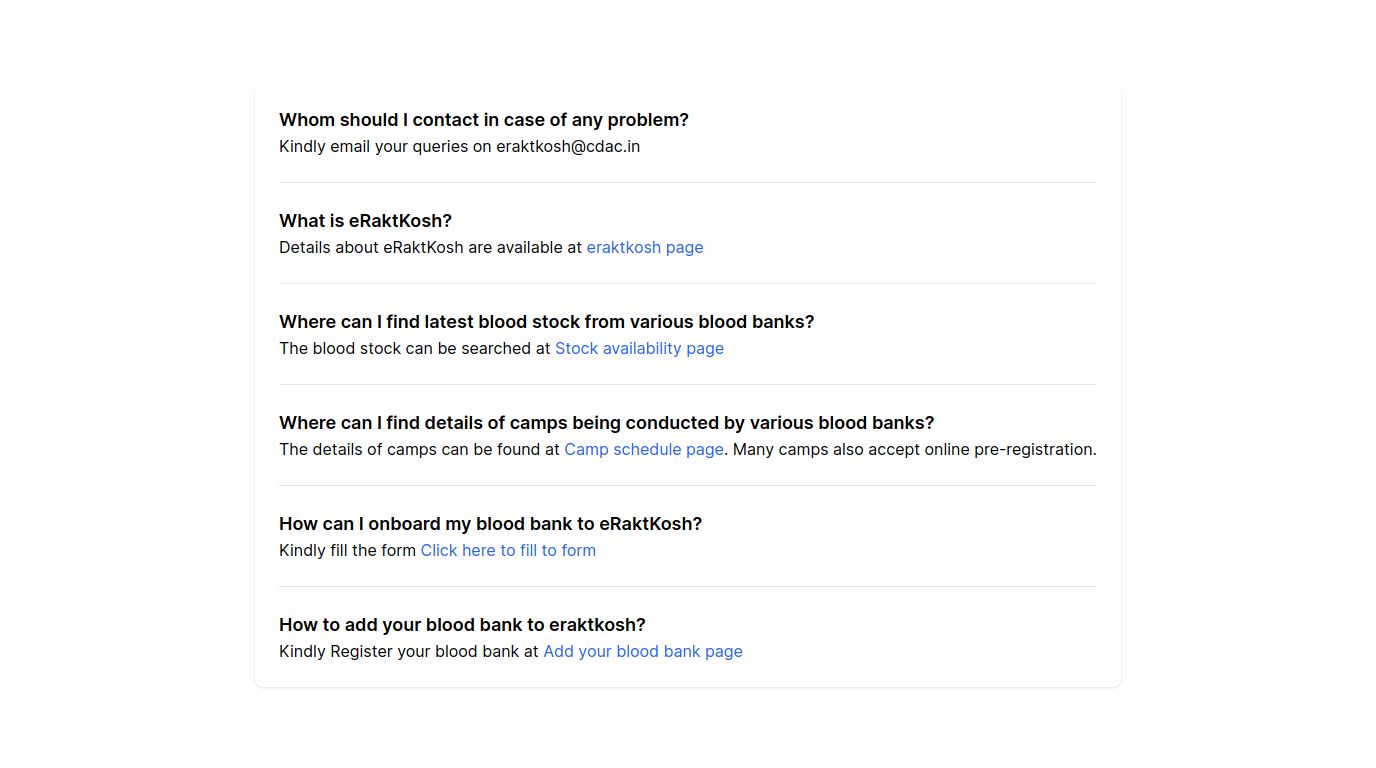 Whom should I contact in case of any problem?
Kindly email your queries on eraktkosh@cdac.in
What is eRaktKosh?
Details about eRaktKosh are available at eraktkosh page
Where can I find latest blood stock from various blood banks?
The blood stock can be searched at Stock availability page
Where can I find details of camps being conducted by various blood banks?
The details of camps can be found at Camp schedule page. Many camps also accept online pre-registration.
How can I onboard my blood bank to eRaktKosh?
Kindly fill the form Click here to fill to form
How to add your blood bank to eraktkosh?
Kindly Register your blood bank at Add your blood bank page